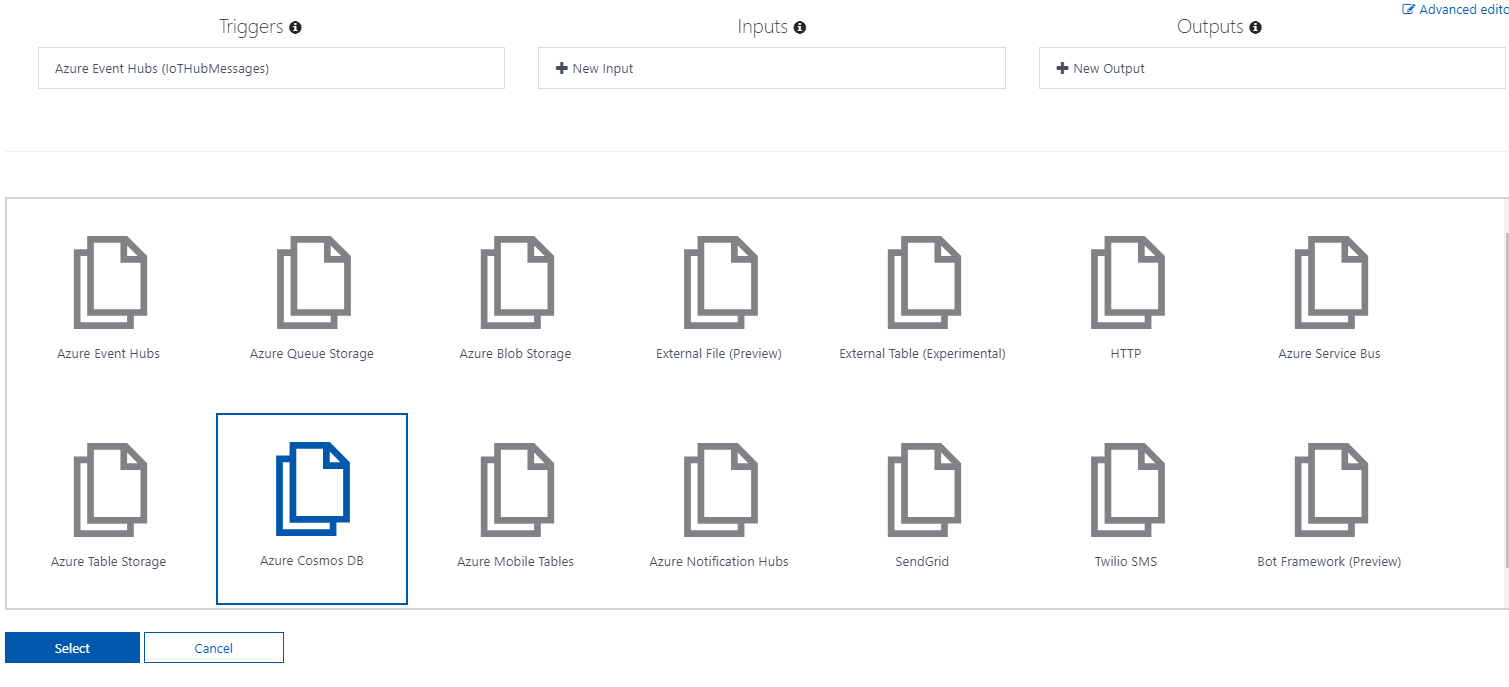 Advanced edito
Triggers
Inputs
Outputs
Azure Event Hubs (IoTHubMessages)
New Input
New Output
Azure Event Hubs
Azure Queue Storage
Azure Blob Storage
External File (Preview)
External Table (Experimental)
HTTP
Azure Service Bus
Azure Table Storage
Azure Cosmos DB
Azure Mobile Tables
Azure Notification Hubs
SendGrid
Twilio SMS
Bot Framework (Preview)
Select
Cancel